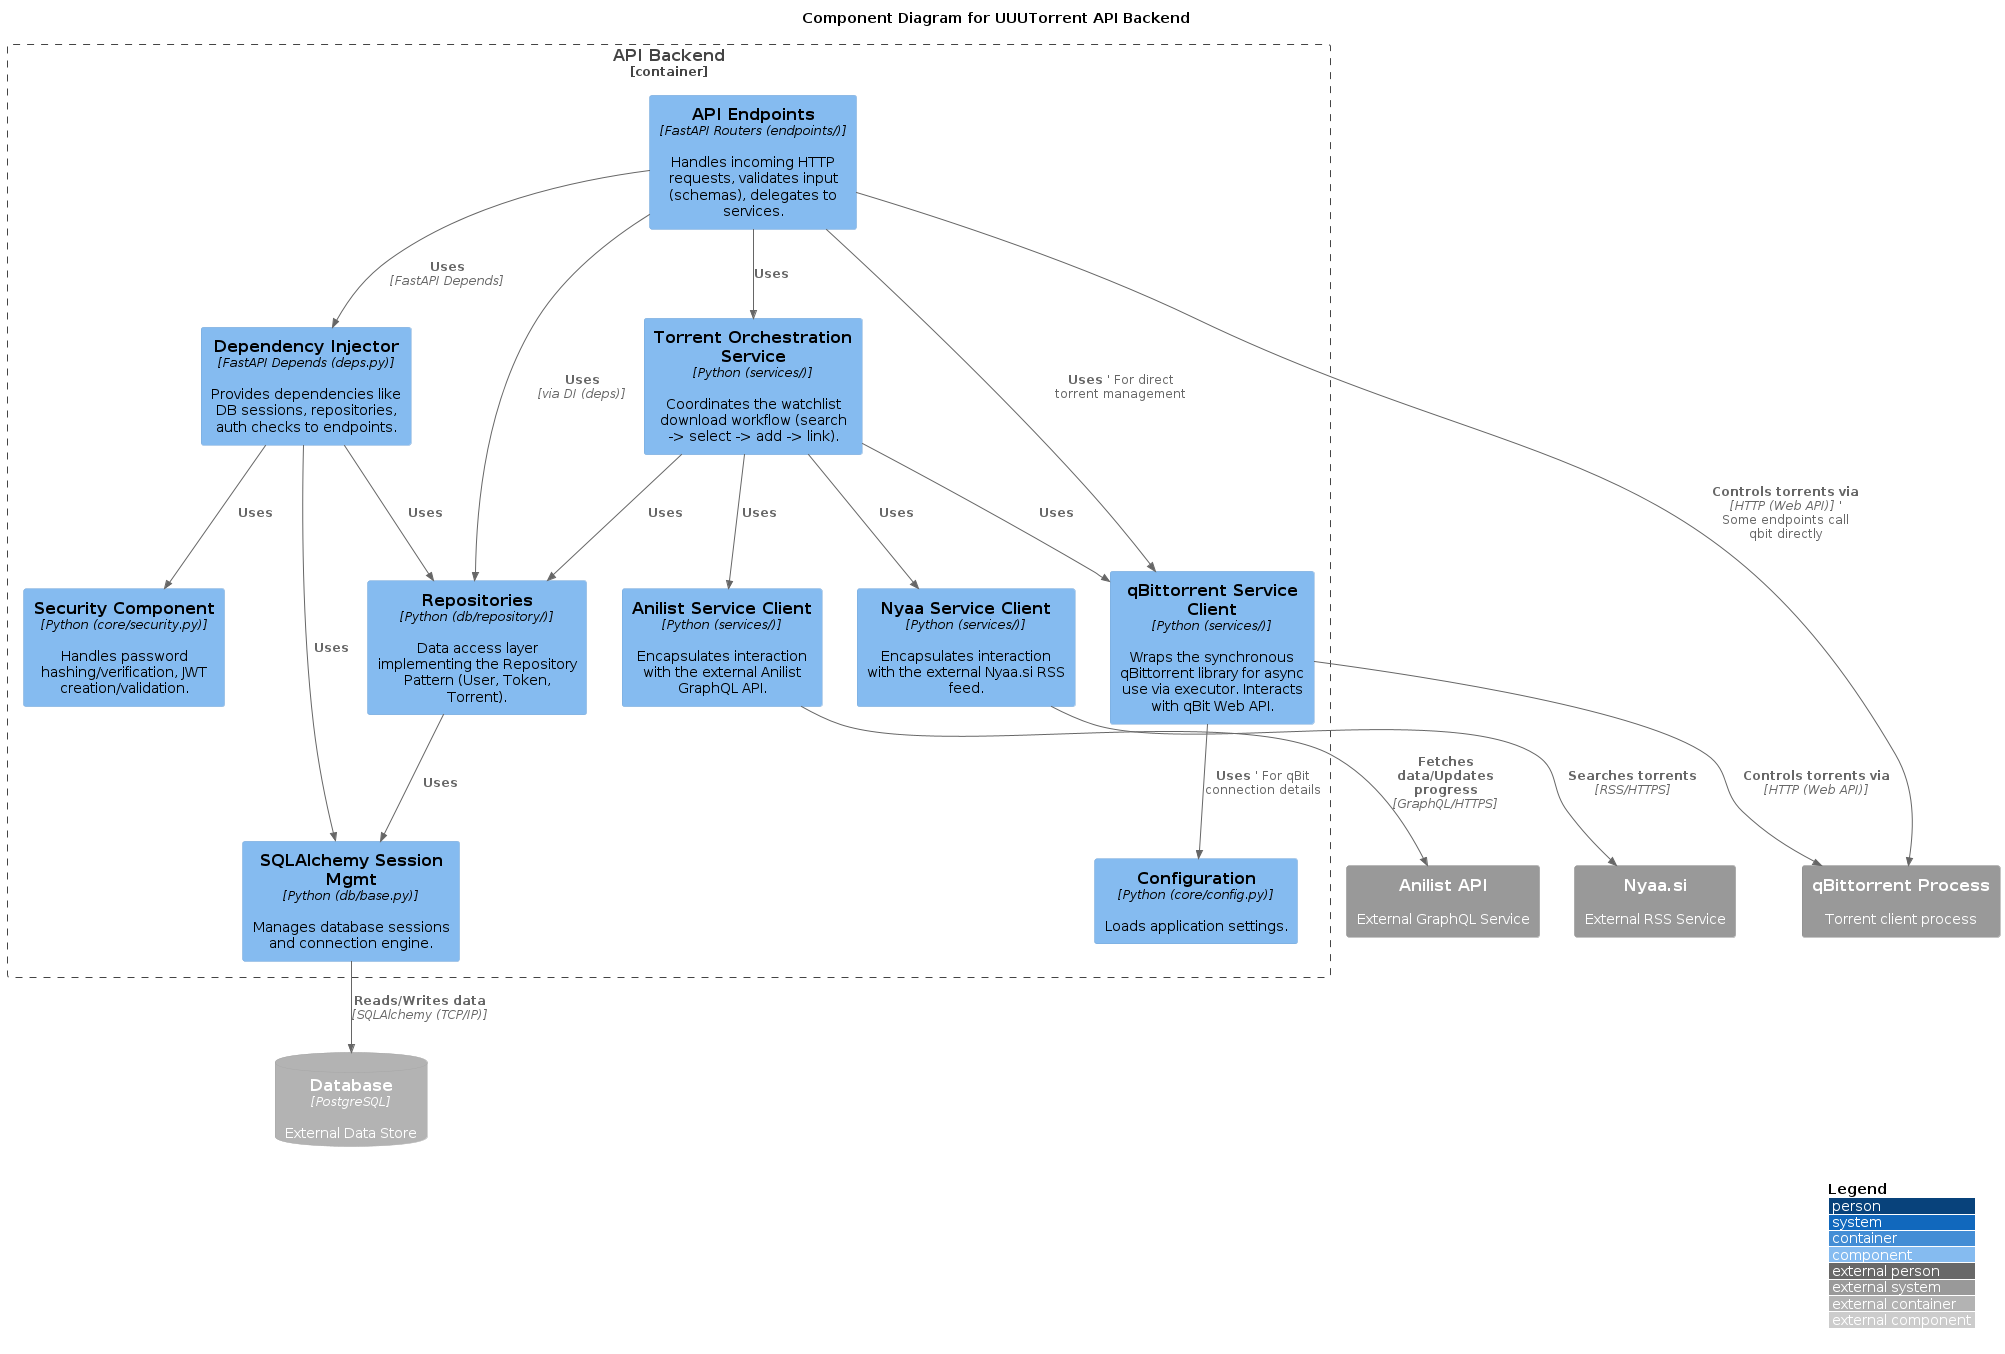 Component Diagram for UUUTorrent API Backend
API Backend
[container]
API Endpoints
[FastAPI Routers (endpoints/)]
Handles incoming HTTP
requests, validates input
(schemas), delegates to
services.
Uses
[FastAPI Depends]
Uses
Dependency Injector
[FastAPI Depends (deps.py)]
Provides dependencies like
DB sessions, repositories,
auth checks to endpoints.
Uses
[via DI (deps)]
Torrent Orchestration
Service
[Python (services/)]
Coordinates the watchlist
download workflow (search
-> select -> add -> link).
Uses ' For direct
torrent management
Controls torrents via
[HTTP (Web API)] '
Some endpoints call
qbit directly
Uses
Uses
Uses
Uses
Uses
Uses
Security Component
[Python (core/security.py)]
Handles password
hashing/verification, JWT
creation/validation.
Uses
Repositories
[Python (db/repository/)]
Data access layer
implementing the Repository
Pattern (User, Token,
Torrent).
Anilist Service Client
[Python (services/)]
Encapsulates interaction
with the external Anilist
GraphQL API.
Nyaa Service Client
[Python (services/)]
Encapsulates interaction
with the external Nyaa.si RSS
feed.
qBittorrent Service
Client
[Python (services/)]
Wraps the synchronous
qBittorrent library for async
use via executor. Interacts
with qBit Web API.
Uses
Uses ' For qBit
connection details
Fetches
data/Updates
progress
[GraphQL/HTTPS]
Searches torrents
[RSS/HTTPS]
Controls torrents via
[HTTP (Web API)]
SQLAlchemy Session
Mgmt
[Python (db/base.py)]
Manages database sessions
and connection engine.
Configuration
[Python (core/config.py)]
Loads application settings.
Anilist API
External GraphQL Service
Nyaa.si
External RSS Service
qBittorrent Process
Torrent client process
Reads/Writes data
[SQLAlchemy (TCP/IP)]
Database
[PostgreSQL]
External Data Store
Legend
person
system
container
component
external person
external system
external container
external component